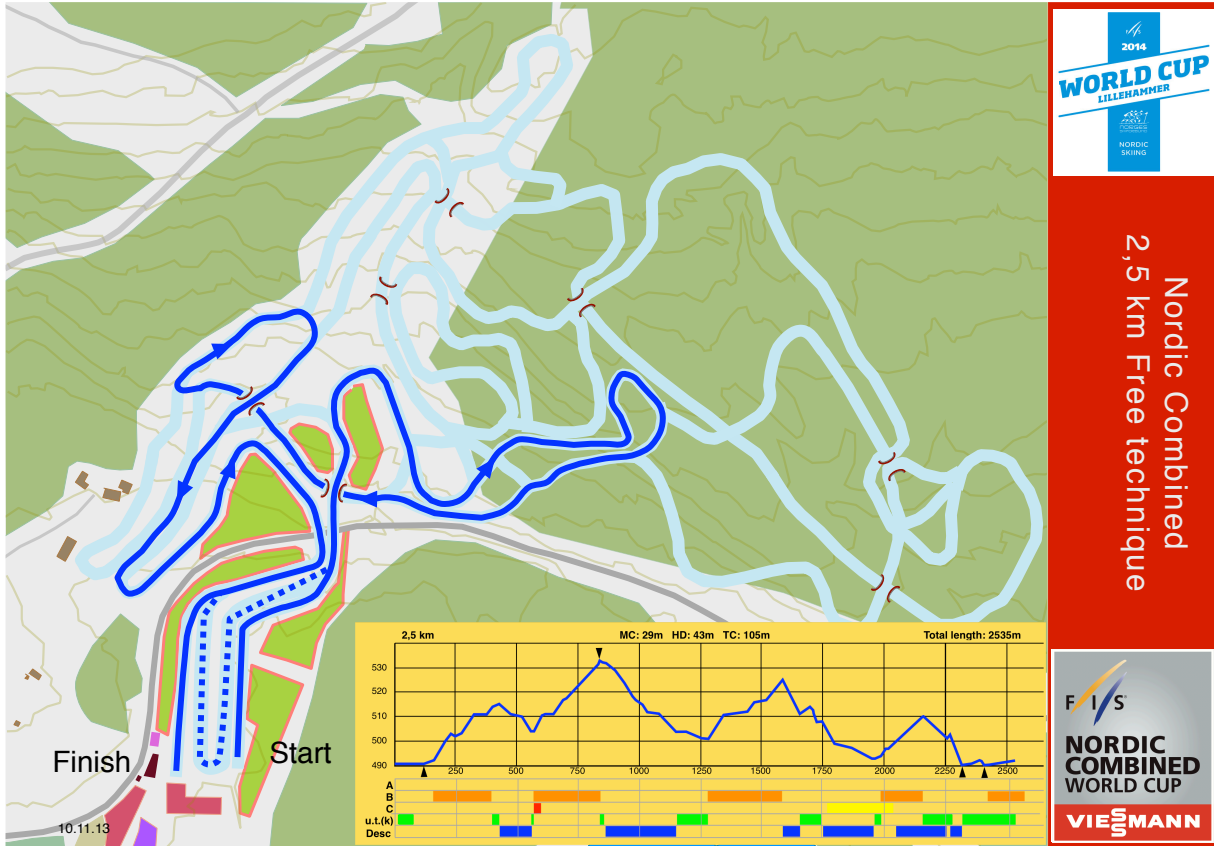 2014
WORLD CUP
LILLEHAMMER
NORGES
NORDIC
SKIING
Nordic Combined
2,5 km Free technique
Finish
Start
10.11.13
2,5 km MC: 29m HD: 43m TC: 105m Total length: 2535m
530
520
510
500
490
250 500 750 1000 1250 1500 1750 2000 2250 2500
A
B
C
u.t.(k)
Desc
F I S
NORDIC
COMBINED
WORLD CUP
VIESSMANN